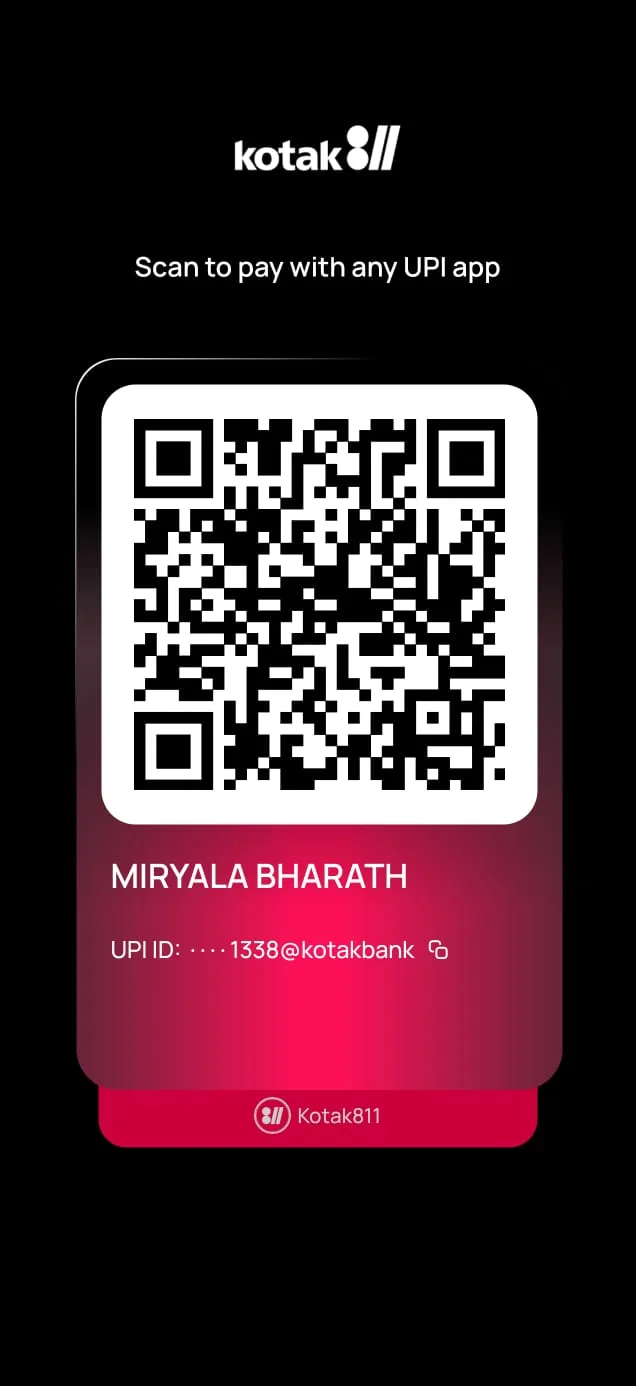 kotak811
Scan to pay with any UPI app
MIRYALA BHARATH
UPI ID: ····1338@kotakbank
Kotak811